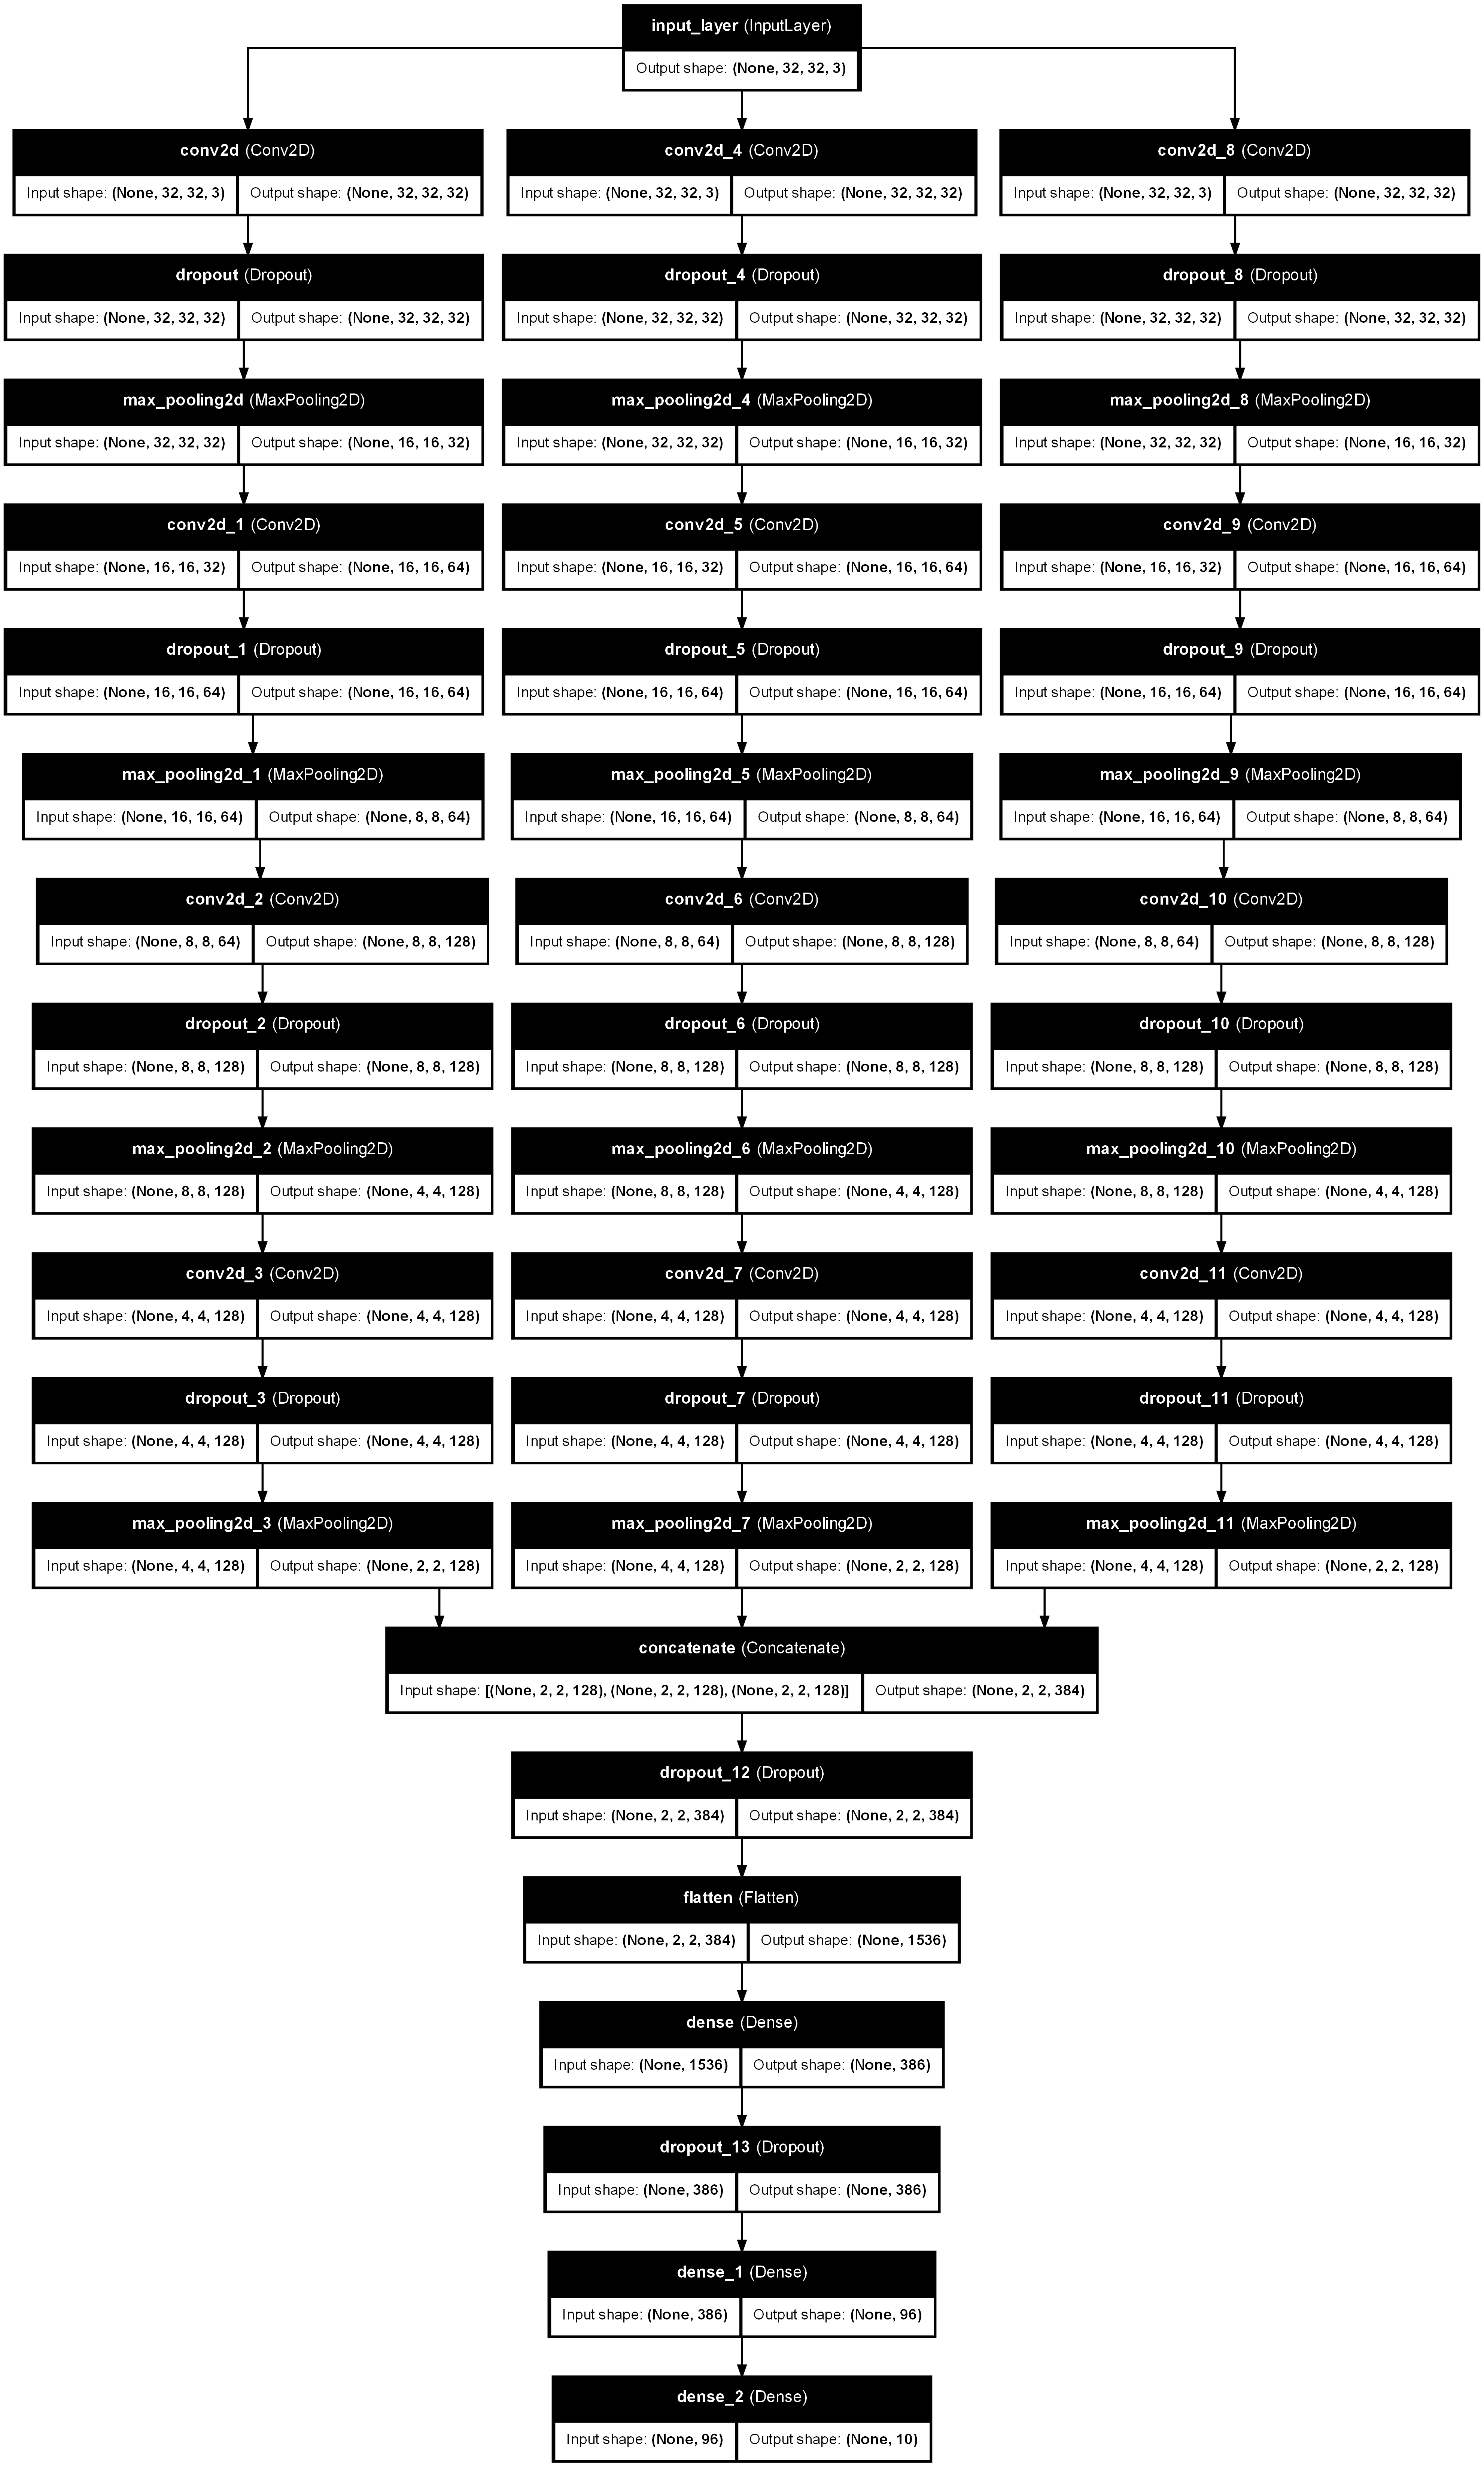 input_layer (InputLayer)
Output shape: (None, 32, 32, 3)
conv2d (Conv2D)
Input shape: (None, 32, 32, 3) Output shape: (None, 32, 32, 32)
conv2d_4 (Conv2D)
Input shape: (None, 32, 32, 3) Output shape: (None, 32, 32, 32)
conv2d_8 (Conv2D)
Input shape: (None, 32, 32, 3) Output shape: (None, 32, 32, 32)
dropout (Dropout)
Input shape: (None, 32, 32, 32) Output shape: (None, 32, 32, 32)
dropout_4 (Dropout)
Input shape: (None, 32, 32, 32) Output shape: (None, 32, 32, 32)
dropout_8 (Dropout)
Input shape: (None, 32, 32, 32) Output shape: (None, 32, 32, 32)
max_pooling2d (MaxPooling2D)
Input shape: (None, 32, 32, 32) Output shape: (None, 16, 16, 32)
max_pooling2d_4 (MaxPooling2D)
Input shape: (None, 32, 32, 32) Output shape: (None, 16, 16, 32)
max_pooling2d_8 (MaxPooling2D)
Input shape: (None, 32, 32, 32) Output shape: (None, 16, 16, 32)
conv2d_1 (Conv2D)
Input shape: (None, 16, 16, 32) Output shape: (None, 16, 16, 64)
conv2d_5 (Conv2D)
Input shape: (None, 16, 16, 32) Output shape: (None, 16, 16, 64)
conv2d_9 (Conv2D)
Input shape: (None, 16, 16, 32) Output shape: (None, 16, 16, 64)
dropout_1 (Dropout)
Input shape: (None, 16, 16, 64) Output shape: (None, 16, 16, 64)
dropout_5 (Dropout)
Input shape: (None, 16, 16, 64) Output shape: (None, 16, 16, 64)
dropout_9 (Dropout)
Input shape: (None, 16, 16, 64) Output shape: (None, 16, 16, 64)
max_pooling2d_1 (MaxPooling2D)
Input shape: (None, 16, 16, 64) Output shape: (None, 8, 8, 64)
max_pooling2d_5 (MaxPooling2D)
Input shape: (None, 16, 16, 64) Output shape: (None, 8, 8, 64)
max_pooling2d_9 (MaxPooling2D)
Input shape: (None, 16, 16, 64) Output shape: (None, 8, 8, 64)
conv2d_2 (Conv2D)
Input shape: (None, 8, 8, 64) Output shape: (None, 8, 8, 128)
conv2d_6 (Conv2D)
Input shape: (None, 8, 8, 64) Output shape: (None, 8, 8, 128)
conv2d_10 (Conv2D)
Input shape: (None, 8, 8, 64) Output shape: (None, 8, 8, 128)
dropout_2 (Dropout)
Input shape: (None, 8, 8, 128) Output shape: (None, 8, 8, 128)
dropout_6 (Dropout)
Input shape: (None, 8, 8, 128) Output shape: (None, 8, 8, 128)
dropout_10 (Dropout)
Input shape: (None, 8, 8, 128) Output shape: (None, 8, 8, 128)
max_pooling2d_2 (MaxPooling2D)
Input shape: (None, 8, 8, 128) Output shape: (None, 4, 4, 128)
max_pooling2d_6 (MaxPooling2D)
Input shape: (None, 8, 8, 128) Output shape: (None, 4, 4, 128)
max_pooling2d_10 (MaxPooling2D)
Input shape: (None, 8, 8, 128) Output shape: (None, 4, 4, 128)
conv2d_3 (Conv2D)
Input shape: (None, 4, 4, 128) Output shape: (None, 4, 4, 128)
conv2d_7 (Conv2D)
Input shape: (None, 4, 4, 128) Output shape: (None, 4, 4, 128)
conv2d_11 (Conv2D)
Input shape: (None, 4, 4, 128) Output shape: (None, 4, 4, 128)
dropout_3 (Dropout)
Input shape: (None, 4, 4, 128) Output shape: (None, 4, 4, 128)
dropout_7 (Dropout)
Input shape: (None, 4, 4, 128) Output shape: (None, 4, 4, 128)
dropout_11 (Dropout)
Input shape: (None, 4, 4, 128) Output shape: (None, 4, 4, 128)
max_pooling2d_3 (MaxPooling2D)
Input shape: (None, 4, 4, 128) Output shape: (None, 2, 2, 128)
max_pooling2d_7 (MaxPooling2D)
Input shape: (None, 4, 4, 128) Output shape: (None, 2, 2, 128)
max_pooling2d_11 (MaxPooling2D)
Input shape: (None, 4, 4, 128) Output shape: (None, 2, 2, 128)
concatenate (Concatenate)
Input shape: [(None, 2, 2, 128), (None, 2, 2, 128), (None, 2, 2, 128)] Output shape: (None, 2, 2, 384)
dropout_12 (Dropout)
Input shape: (None, 2, 2, 384) Output shape: (None, 2, 2, 384)
flatten (Flatten)
Input shape: (None, 2, 2, 384) Output shape: (None, 1536)
dense (Dense)
Input shape: (None, 1536) Output shape: (None, 386)
dropout_13 (Dropout)
Input shape: (None, 386) Output shape: (None, 386)
dense_1 (Dense)
Input shape: (None, 386) Output shape: (None, 96)
dense_2 (Dense)
Input shape: (None, 96) Output shape: (None, 10)